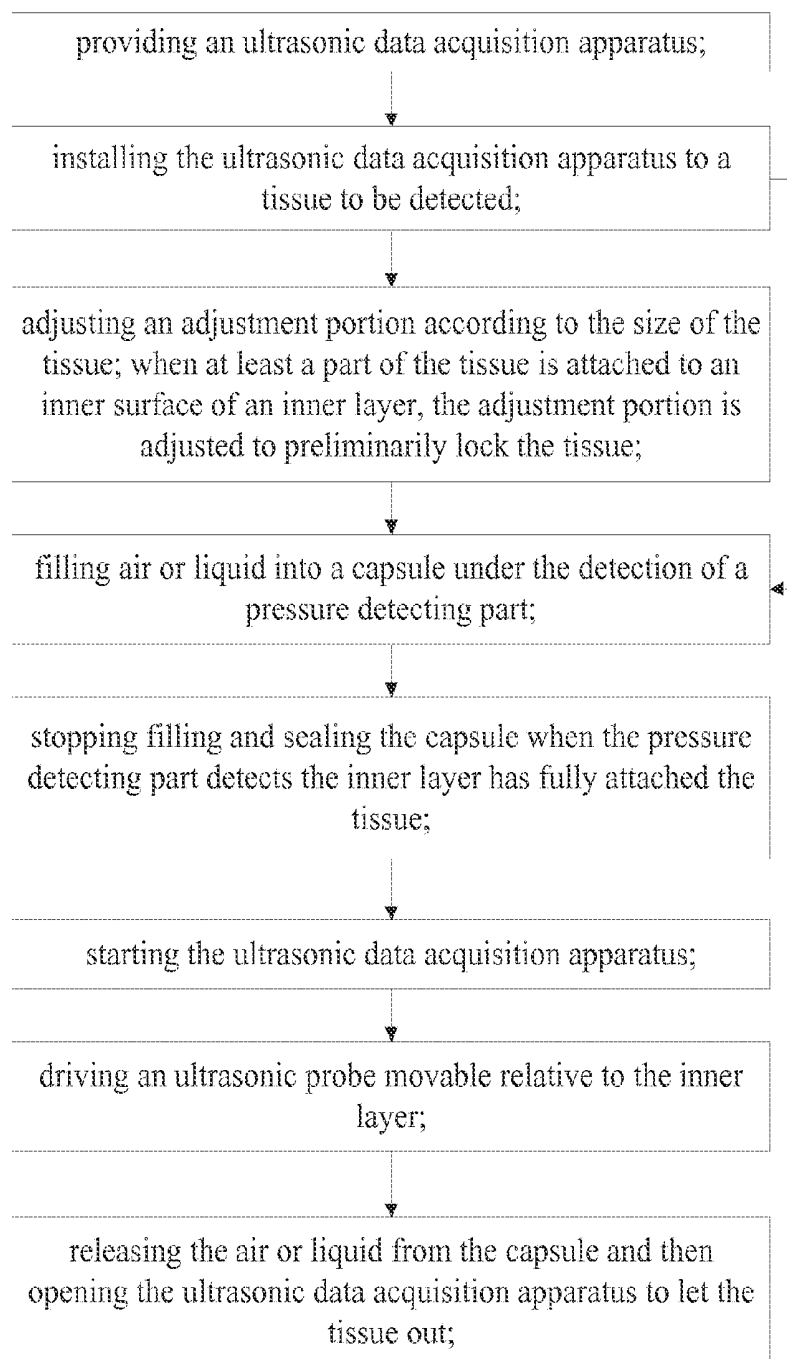 providing an ultrasonic data acquisition apparatus;
installing the ultrasonic data acquisition apparatus to a
tissue to be detected;
adjusting an adjustment portion according to the size of the
tissue; when at least a part of the tissue is attached to an
inner surface of an inner layer, the adjustment portion is
adjusted to preliminarily lock the tissue;
filling air or liquid into a capsule under the detection of a
pressure detecting part;
stopping filling and sealing the capsule when the pressure
detecting part detects the inner layer has fully attached the
tissue;
starting the ultrasonic data acquisition apparatus;
driving an ultrasonic probe movable relative to the inner
layer;
releasing the air or liquid from the capsule and then
opening the ultrasonic data acquisition apparatus to let the
tissue out;